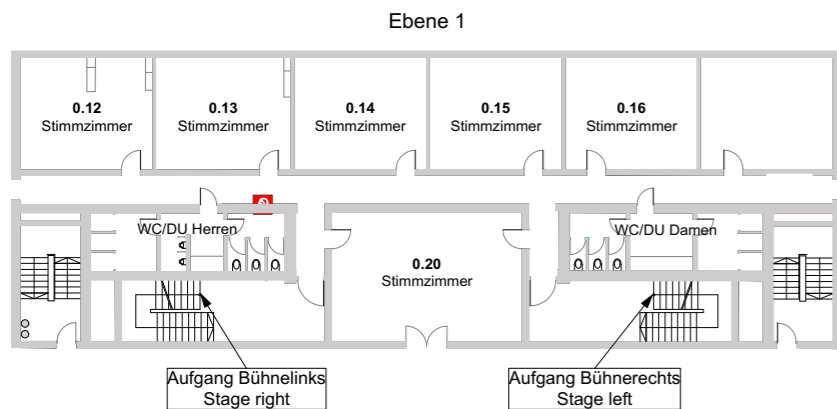 Ebene 1
0.12
Stimmzimmer
0.13
Stimmzimmer
0.14
Stimmzimmer
0.15
Stimmzimmer
0.16
Stimmzimmer
WC/DU Herren
WC/DU Damen
0.20
Stimmzimmer
Aufgang Bühnelinks
Stage right
Aufgang Bühnerechts
Stage left